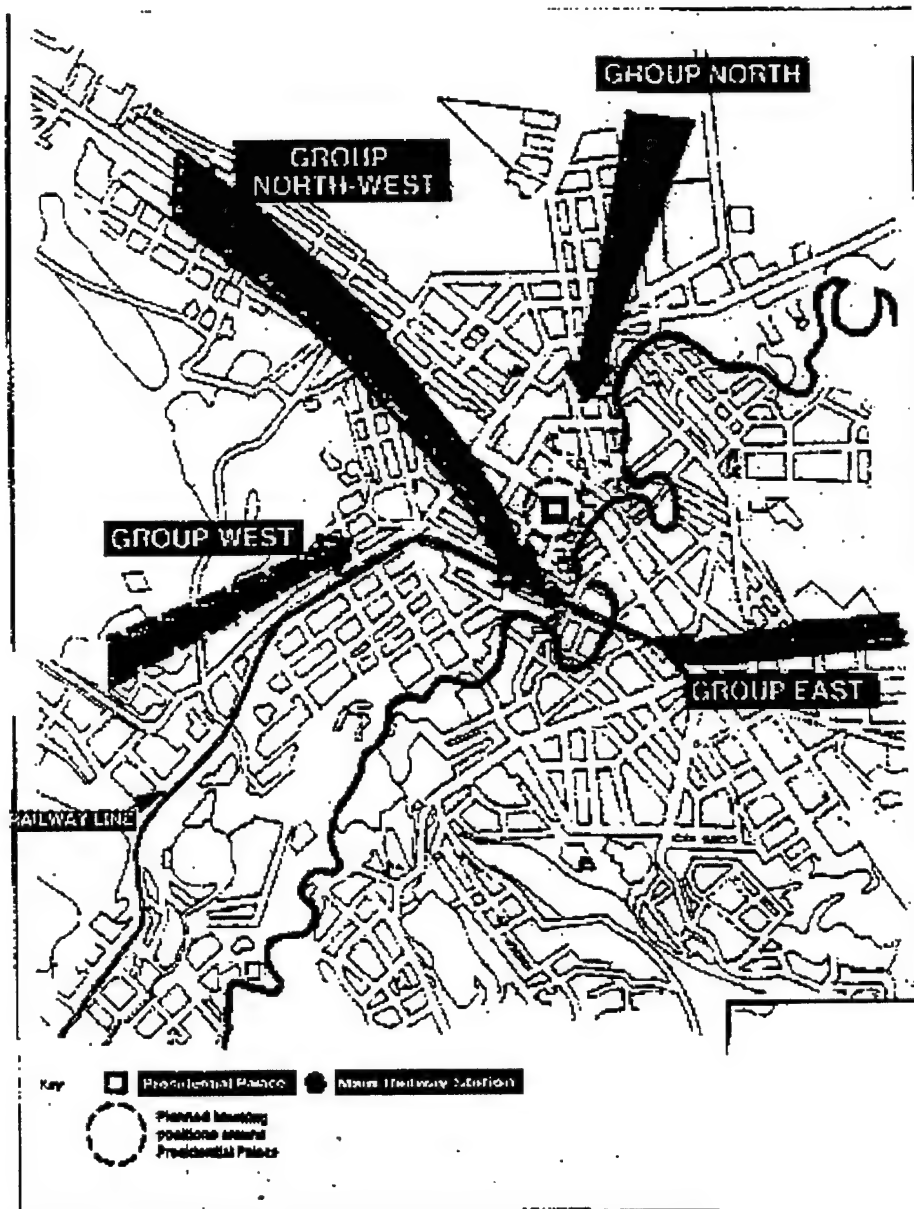 GROUP NORTH
GROUP
NORTH-WEST
GROUP WEST
GROUP EAST
RAILWAY LINE
Key
Presidential Palace
Main Railway Station
Planned
positions around
Presidential Palace